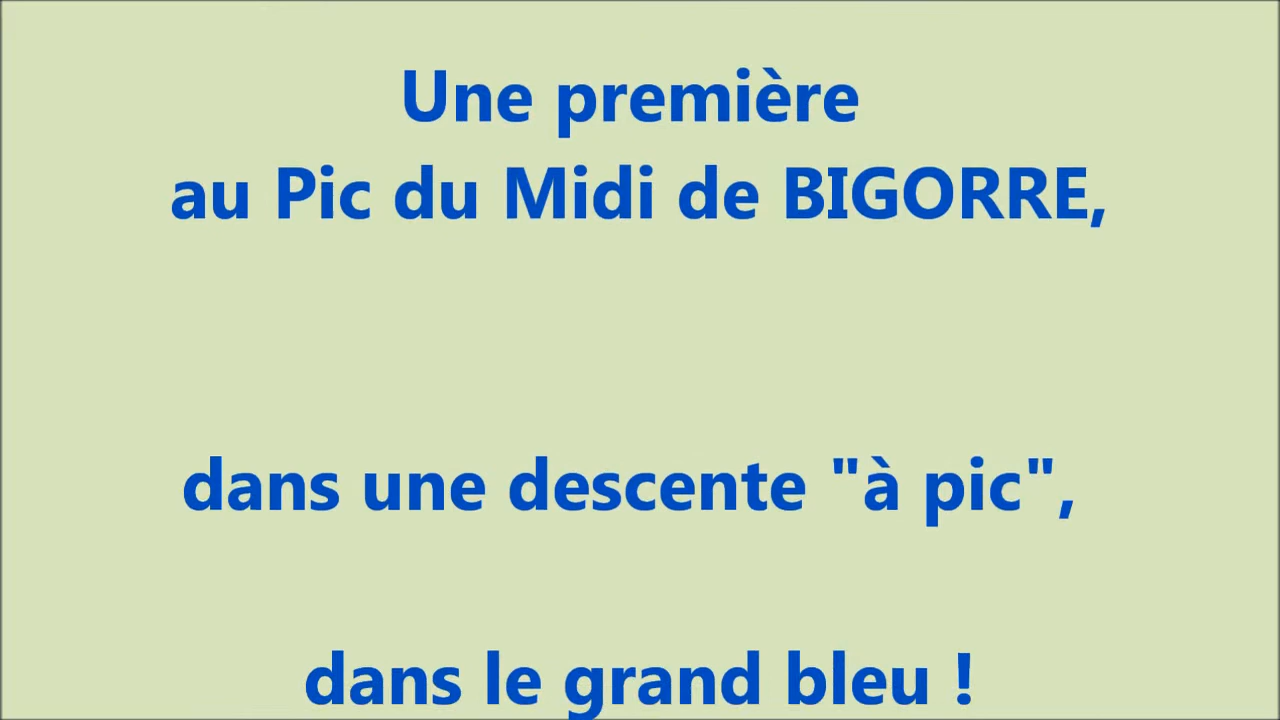 Une première
au Pic du Midi de BIGORRE,
dans une descente "à pic",
dans le grand bleu !